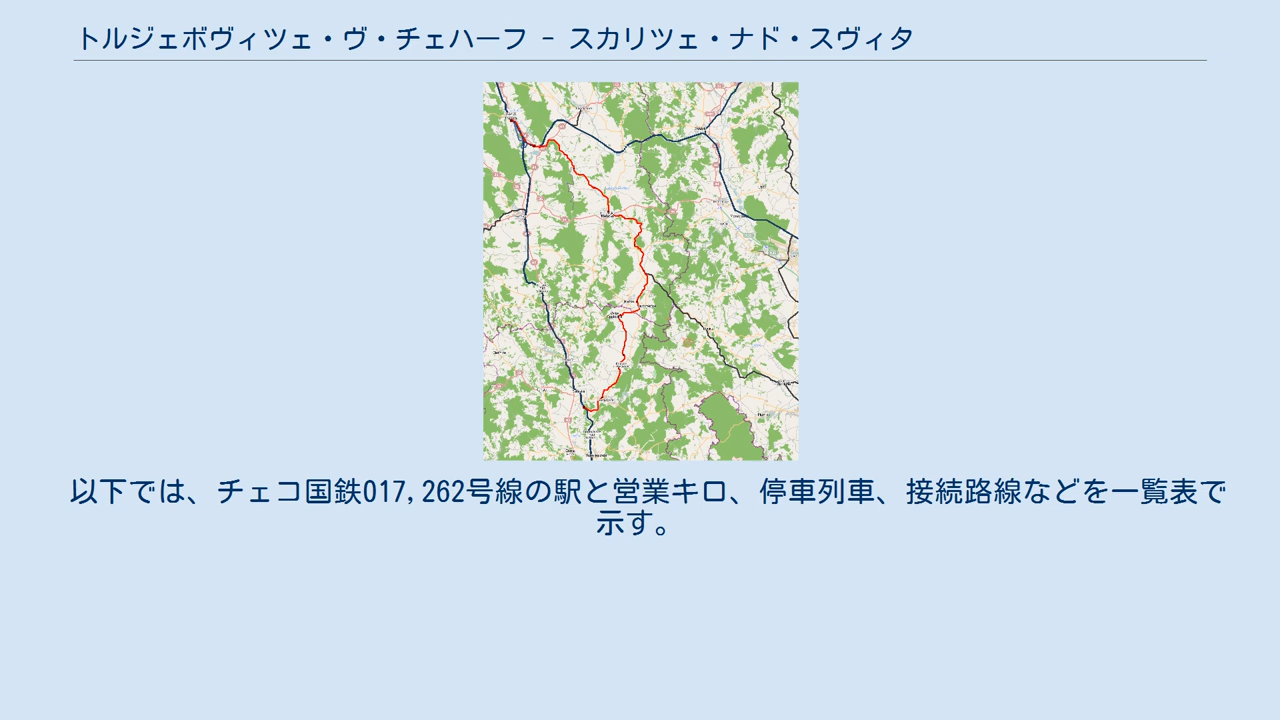 トルジェボヴィツェ・ヴ・チェハーフ - スカリツェ・ナド・スヴィタ
以下では、チェコ国鉄017,262号線の駅と営業キロ、停車列車、接続路線などを一覧表で
示す。